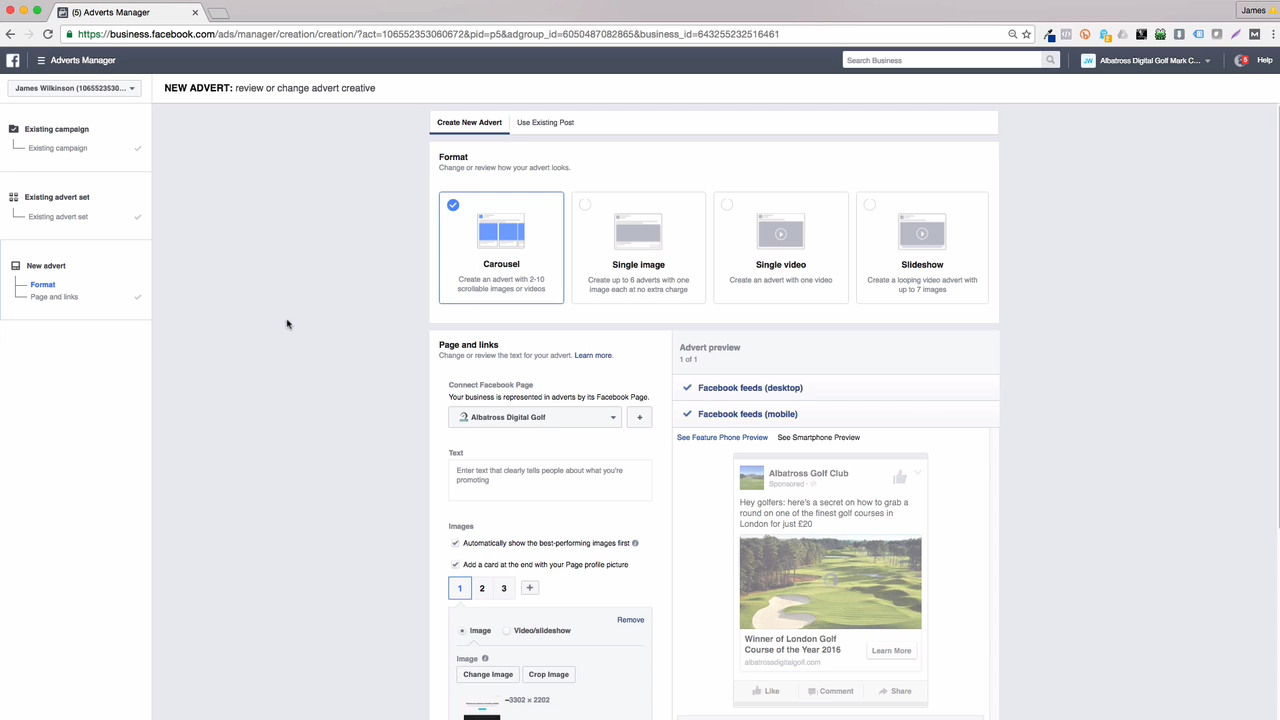 (5) Adverts Manager
James
https://business.facebook.com/ads/manager/creation/creation/?act=106552353060672&pid=p5&adgroup_id=6050487082865&business_id=643255232516461
Adverts Manager
Search Business
JW
Albatross Digital Golf Mark C...
5
Help
James Wilkinson (1065523530...
NEW ADVERT: review or change advert creative
Existing campaign
Existing campaign
Existing advert set
Existing advert set
New advert
Format
Page and links
Create New Advert
Use Existing Post
Format
Change or review how your advert looks.
Carousel
Create an advert with 2-10
scrollable images or videos
Single image
Create up to 6 adverts with one
image each at no extra charge
Single video
Create an advert with one video
Slideshow
Create a looping video advert with
up to 7 images
Page and links
Change or review the text for your advert. Learn more.
Connect Facebook Page
Your business is represented in adverts by its Facebook Page.
Albatross Digital Golf
+
Text
Enter text that clearly tells people about what you're
promoting
Images
Automatically show the best-performing images first
Add a card at the end with your Page profile picture
1 2 3 +
Remove
Image
Video/slideshow
Image
Change Image
Crop Image
~3302 × 2202
Advert preview
1 of 1
Facebook feeds (desktop)
Facebook feeds (mobile)
See Feature Phone Preview
See Smartphone Preview
Albatross Golf Club
Sponsored ·
Hey golfers: here's a secret on how to grab a
round on one of the finest golf courses in
London for just £20
Winner of London Golf
Course of the Year 2016
albatrossdigitalgolf.com
Learn More
Like
Comment
Share